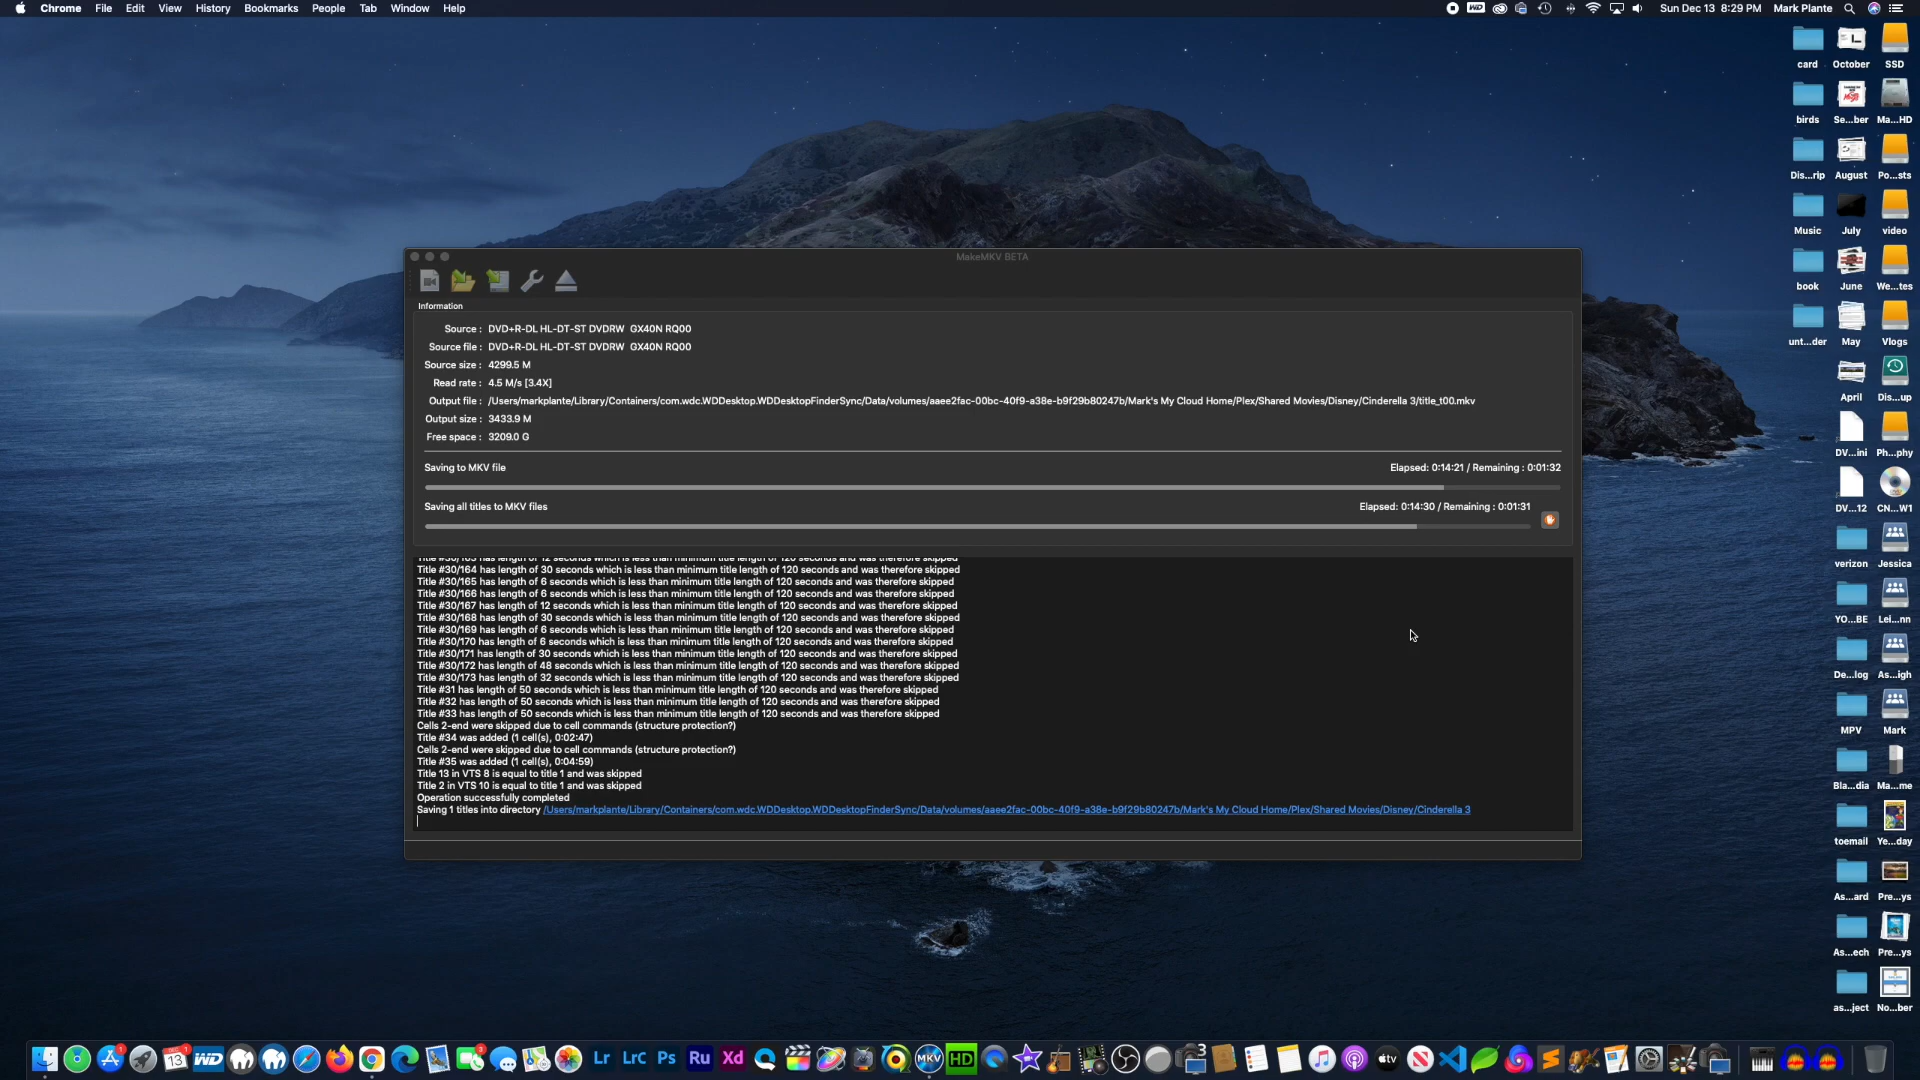 Chrome File Edit View History Bookmarks People Tab Window Help
Sun Dec 13 8:29 PM Mark Plante
MakeMKV BETA
Information
Source : DVD+R-DL HL-DT-ST DVDRW GX40N RQ00
Source file : DVD+R-DL HL-DT-ST DVDRW GX40N RQ00
Source size : 4299.5 M
Read rate : 4.5 M/s [3.4X]
Output file : /Users/markplante/Library/Containers/com.wdc.WDDesktop.WDDesktopFinderSync/Data/volumes/aaee2fac-00bc-40f9-a38e-b9f29b80247b/Mark's My Cloud Home/Plex/Shared Movies/Disney/Cinderella 3/title_t00.mkv
Output size : 3433.9 M
Free space : 3209.0 G
Saving to MKV file
Elapsed: 0:14:21 / Remaining : 0:01:32
Saving all titles to MKV files
Elapsed: 0:14:30 / Remaining : 0:01:31
Title #30/163 has length of 12 seconds which is less than minimum title length of 120 seconds and was therefore skipped
Title #30/164 has length of 30 seconds which is less than minimum title length of 120 seconds and was therefore skipped
Title #30/165 has length of 6 seconds which is less than minimum title length of 120 seconds and was therefore skipped
Title #30/166 has length of 6 seconds which is less than minimum title length of 120 seconds and was therefore skipped
Title #30/167 has length of 12 seconds which is less than minimum title length of 120 seconds and was therefore skipped
Title #30/168 has length of 30 seconds which is less than minimum title length of 120 seconds and was therefore skipped
Title #30/169 has length of 6 seconds which is less than minimum title length of 120 seconds and was therefore skipped
Title #30/170 has length of 6 seconds which is less than minimum title length of 120 seconds and was therefore skipped
Title #30/171 has length of 30 seconds which is less than minimum title length of 120 seconds and was therefore skipped
Title #30/172 has length of 48 seconds which is less than minimum title length of 120 seconds and was therefore skipped
Title #30/173 has length of 32 seconds which is less than minimum title length of 120 seconds and was therefore skipped
Title #31 has length of 50 seconds which is less than minimum title length of 120 seconds and was therefore skipped
Title #32 has length of 50 seconds which is less than minimum title length of 120 seconds and was therefore skipped
Title #33 has length of 50 seconds which is less than minimum title length of 120 seconds and was therefore skipped
Cells 2-end were skipped due to cell commands (structure protection?)
Title #34 was added (1 cell(s), 0:02:47)
Cells 2-end were skipped due to cell commands (structure protection?)
Title #35 was added (1 cell(s), 0:04:59)
Title 13 in VTS 8 is equal to title 1 and was skipped
Title 2 in VTS 10 is equal to title 1 and was skipped
Operation successfully completed
Saving 1 titles into directory /Users/markplante/Library/Containers/com.wdc.WDDesktop.WDDesktopFinderSync/Data/volumes/aaee2fac-00bc-40f9-a38e-b9f29b80247b/Mark's My Cloud Home/Plex/Shared Movies/Disney/Cinderella 3
card October SSD
birds Se...ber Ma...HD
Dis...rip August Po...sts
Music July video
book June We...tes
unt...der May Vlogs
April Dis...up
DV...ini Ph...phy
DV...12 CN...W1
verizon Jessica
YO...BE Lei...nn
De...log As...igh
MPV Mark
Bla...dia Ma...me
toemail Ye...day
As...ard Pre...ys
As...ech Pre...ys
as...ject No...ber
WD Lr LrC Ps Ru Xd MKV HD tv